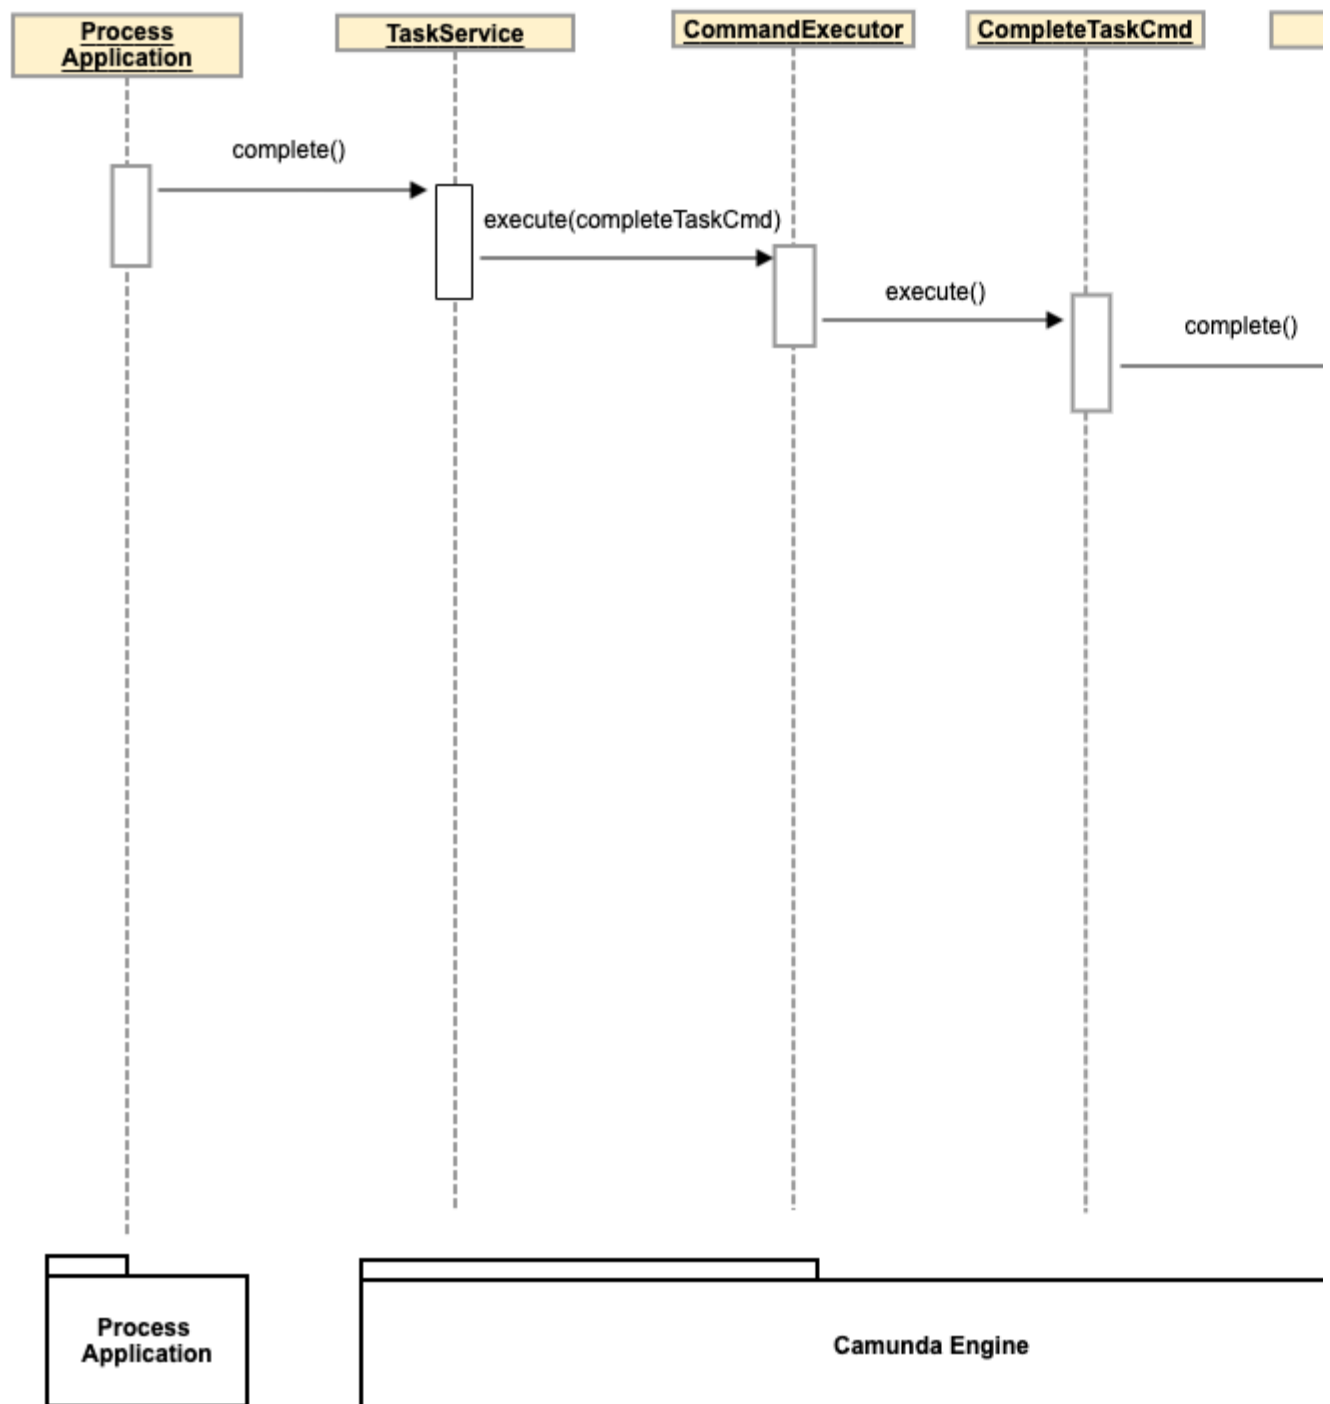 Process
Application
TaskService
CommandExecutor
CompleteTaskCmd
complete()
execute(completeTaskCmd)
execute()
complete()
Process
Application
Camunda Engine